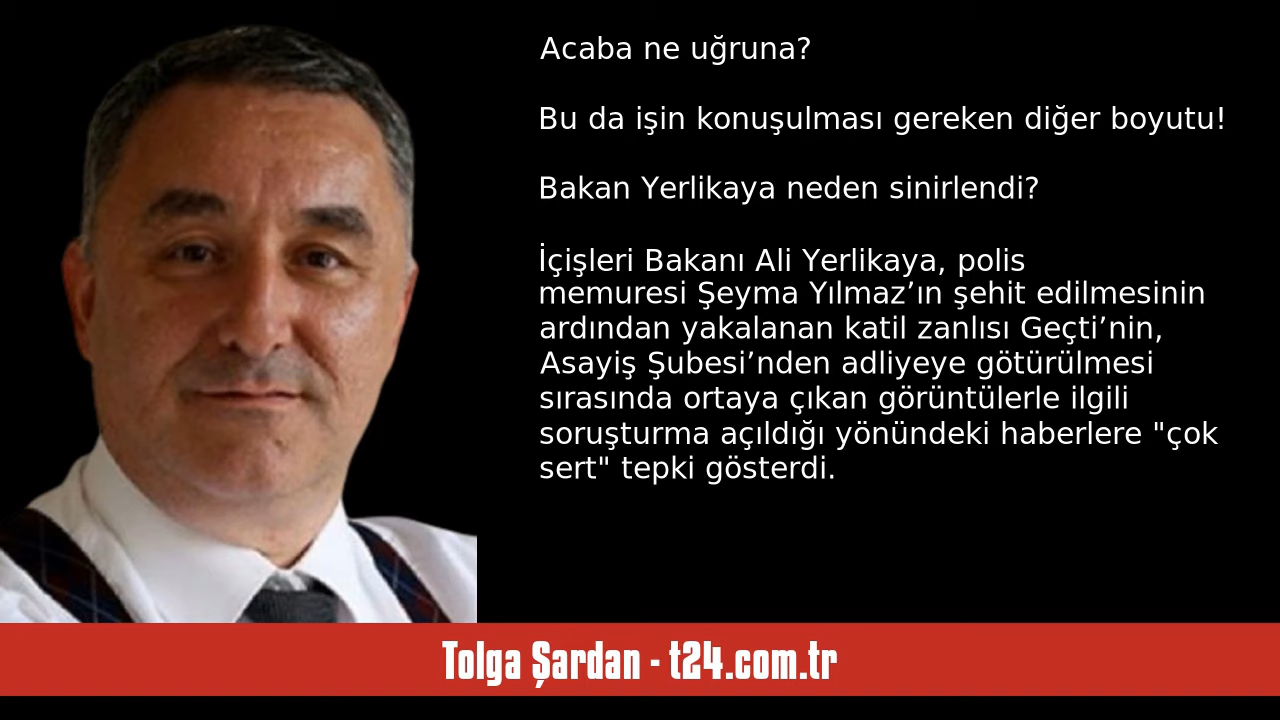 Acaba ne uğruna?
Bu da işin konuşulması gereken diğer boyutu!
Bakan Yerlikaya neden sinirlendi?
İçişleri Bakanı Ali Yerlikaya, polis
memuresi Şeyma Yılmaz’ın şehit edilmesinin
ardından yakalanan katil zanlısı Geçti’nin,
Asayiş Şubesi’nden adliyeye götürülmesi
sırasında ortaya çıkan görüntülerle ilgili
soruşturma açıldığı yönündeki haberlere "çok
sert" tepki gösterdi.
Tolga Şardan - t24.com.tr